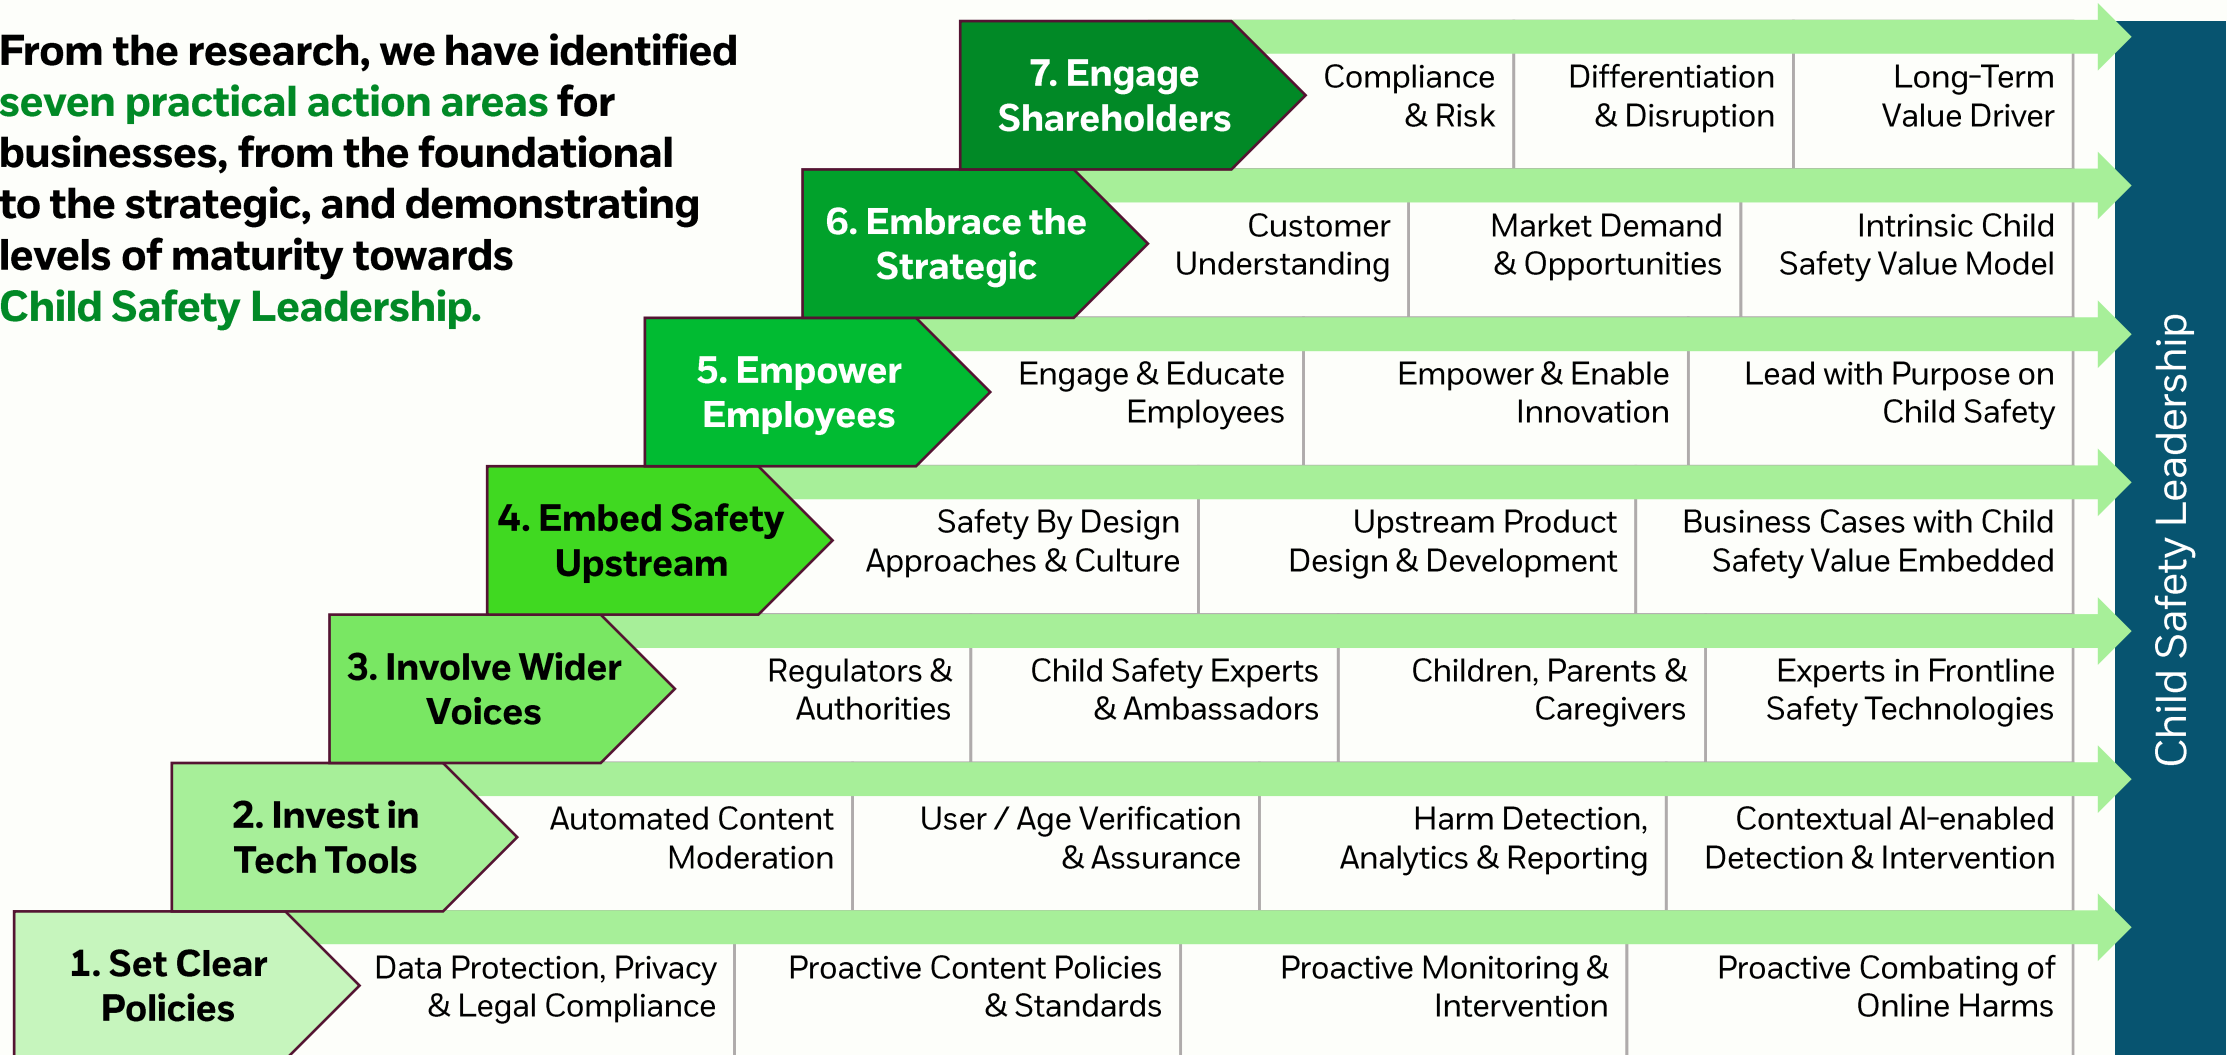 From the research, we have identified
seven practical action areas for
businesses, from the foundational
to the strategic, and demonstrating
levels of maturity towards
Child Safety Leadership.
7. Engage
Shareholders
Compliance
& Risk
Differentiation
& Disruption
Long-Term
Value Driver
6. Embrace the
Strategic
Customer
Understanding
Market Demand
& Opportunities
Intrinsic Child
Safety Value Model
5. Empower
Employees
Engage & Educate
Employees
Empower & Enable
Innovation
Lead with Purpose on
Child Safety
4. Embed Safety
Upstream
Safety By Design
Approaches & Culture
Upstream Product
Design & Development
Business Cases with Child
Safety Value Embedded
3. Involve Wider
Voices
Regulators &
Authorities
Child Safety Experts
& Ambassadors
Children, Parents &
Caregivers
Experts in Frontline
Safety Technologies
2. Invest in
Tech Tools
Automated Content
Moderation
User / Age Verification
& Assurance
Harm Detection,
Analytics & Reporting
Contextual AI-enabled
Detection & Intervention
1. Set Clear
Policies
Data Protection, Privacy
& Legal Compliance
Proactive Content Policies
& Standards
Proactive Monitoring &
Intervention
Proactive Combating of
Online Harms
Child Safety Leadership